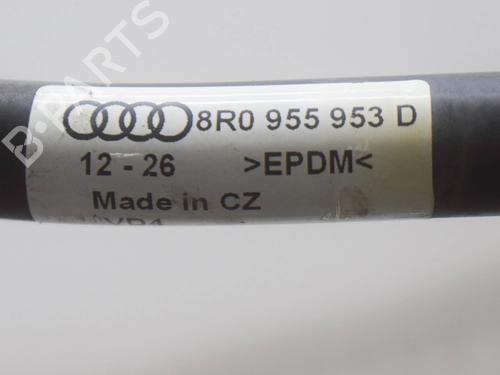 B-PARTS
8R0 955 953 D
12 - 26 >EPDM<
Made in CZ